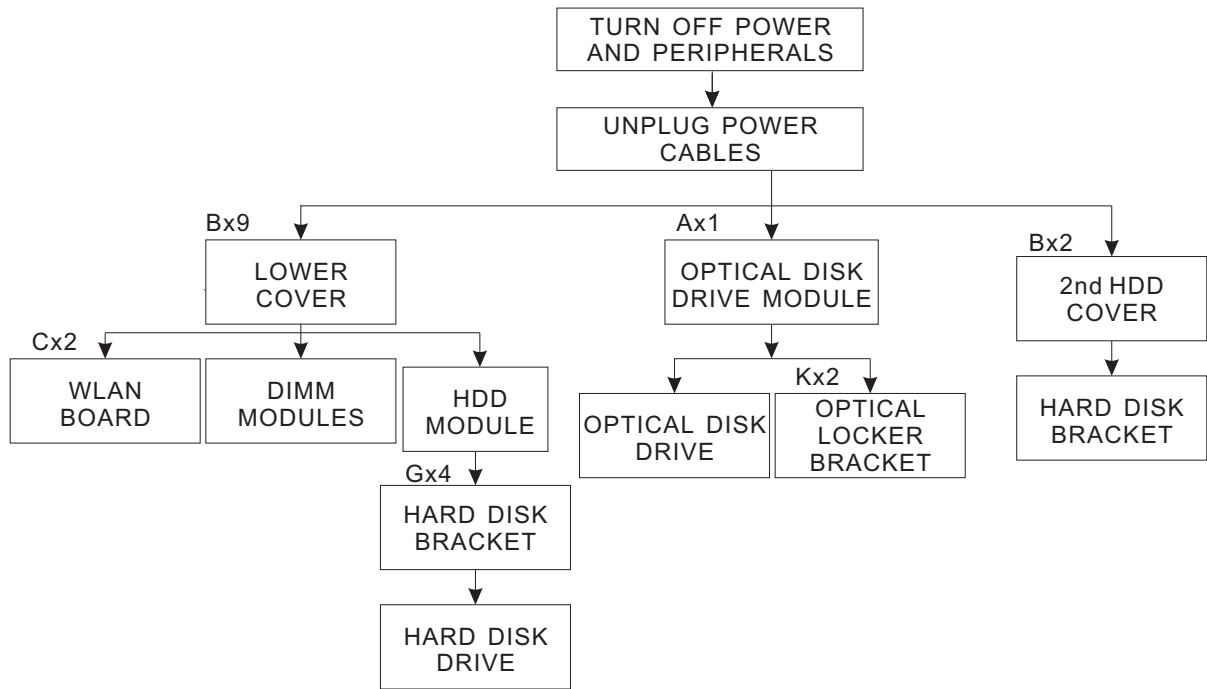 TURN OFF POWER
AND PERIPHERALS
UNPLUG POWER
CABLES
Bx9
LOWER
COVER
Ax1
OPTICAL DISK
DRIVE MODULE
Bx2
2nd HDD
COVER
Cx2
WLAN
BOARD
DIMM
MODULES
HDD
MODULE
OPTICAL DISK
DRIVE
Kx2
OPTICAL
LOCKER
BRACKET
HARD DISK
BRACKET
Gx4
HARD DISK
BRACKET
HARD DISK
DRIVE